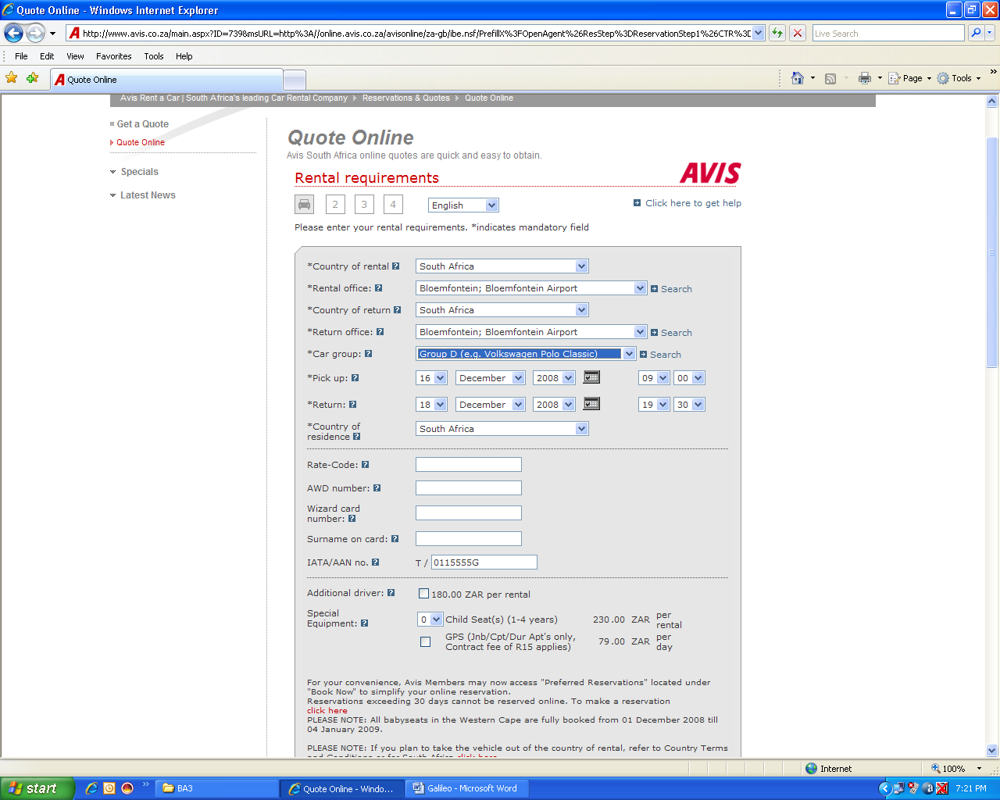 Quote Online - Windows Internet Explorer
http://www.avis.co.za/main.aspx?ID=739&msURL=http%3A//online.avis.co.za/avisonline/za-gb/ibe.nsf/PrefillX%3FOpenAgent%26ResStep%3DReservationStep1%26CTR%3D
Live Search
File Edit View Favorites Tools Help
Quote Online
Page Tools
Avis Rent a Car | South Africa's leading Car Rental Company Reservations & Quotes Quote Online
Get a Quote
Quote Online
Specials
Latest News
Quote Online
Avis South Africa online quotes are quick and easy to obtain.
Rental requirements
AVIS
2 3 4 English Click here to get help
Please enter your rental requirements. *indicates mandatory field
*Country of rental ? South Africa
*Rental office: ? Bloemfontein; Bloemfontein Airport Search
*Country of return ? South Africa
*Return office: ? Bloemfontein; Bloemfontein Airport Search
*Car group: ? Group D (e.g. Volkswagen Polo Classic) Search
*Pick up: ? 16 December 2008 09 00
*Return: ? 18 December 2008 19 30
*Country of
residence ? South Africa
Rate-Code: ?
AWD number: ?
Wizard card
number: ?
Surname on card: ?
IATA/AAN no. ? T / 0115555G
Additional driver: ? 180.00 ZAR per rental
Special
Equipment: ? 0 Child Seat(s) (1-4 years) 230.00 ZAR per
rental
GPS (Jnb/Cpt/Dur Apt's only,
Contract fee of R15 applies) 79.00 ZAR per
day
For your convenience, Avis Members may now access "Preferred Reservations" located under
"Book Now" to simplify your online reservation.
Reservations exceeding 30 days cannot be reserved online. To make a reservation
click here
PLEASE NOTE: All babyseats in the Western Cape are fully booked from 01 December 2008 till
04 January 2009.
PLEASE NOTE: If you plan to take the vehicle out of the country of rental, refer to Country Terms
and Conditions or for South Africa click here
Internet 100%
start BA3 Quote Online - Windo... Galileo - Microsoft Word 7:21 PM